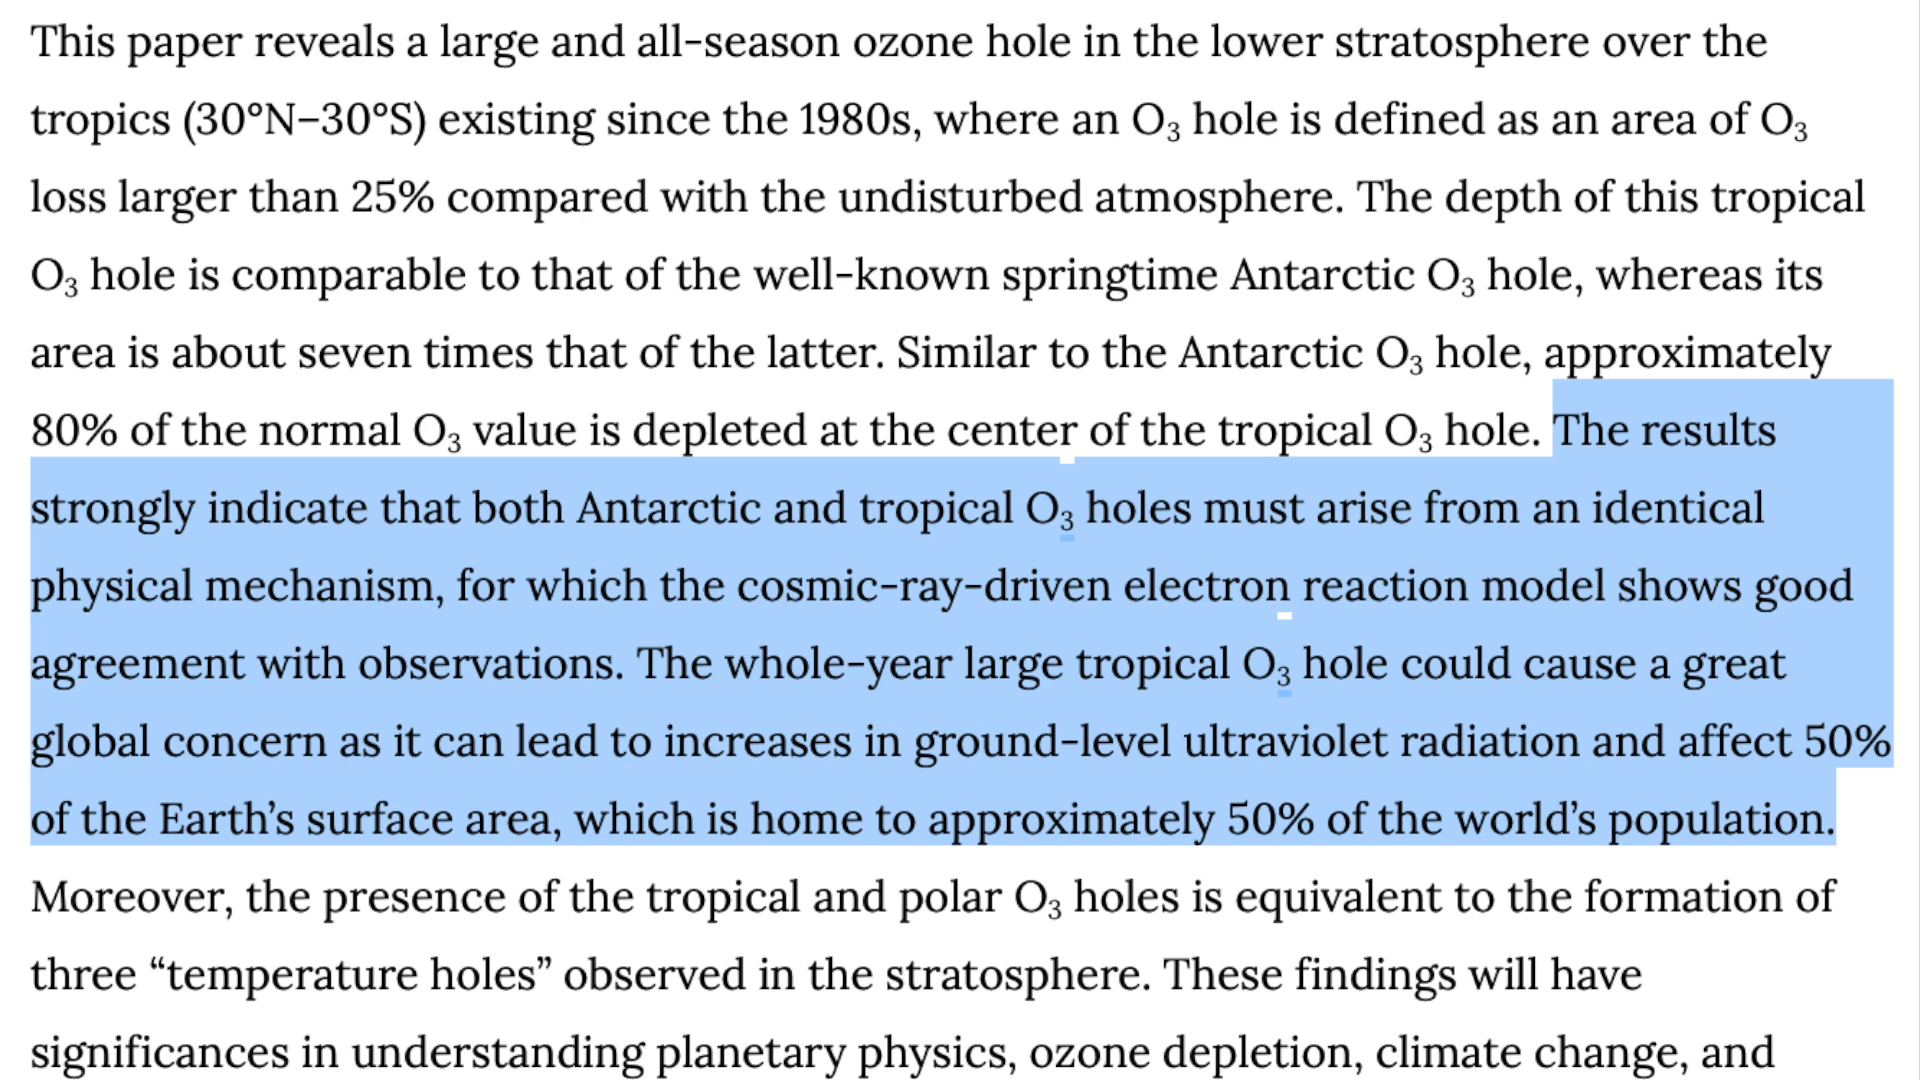 This paper reveals a large and all-season ozone hole in the lower stratosphere over the
tropics (30°N–30°S) existing since the 1980s, where an O₃ hole is defined as an area of O₃
loss larger than 25% compared with the undisturbed atmosphere. The depth of this tropical
O₃ hole is comparable to that of the well-known springtime Antarctic O₃ hole, whereas its
area is about seven times that of the latter. Similar to the Antarctic O₃ hole, approximately
80% of the normal O₃ value is depleted at the center of the tropical O₃ hole. The results
strongly indicate that both Antarctic and tropical O₃ holes must arise from an identical
physical mechanism, for which the cosmic-ray-driven electron reaction model shows good
agreement with observations. The whole-year large tropical O₃ hole could cause a great
global concern as it can lead to increases in ground-level ultraviolet radiation and affect 50%
of the Earth’s surface area, which is home to approximately 50% of the world’s population.
Moreover, the presence of the tropical and polar O₃ holes is equivalent to the formation of
three “temperature holes” observed in the stratosphere. These findings will have
significances in understanding planetary physics, ozone depletion, climate change, and